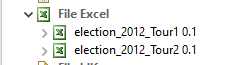 File Excel
election_2012_Tour1 0.1
election_2012_Tour2 0.1